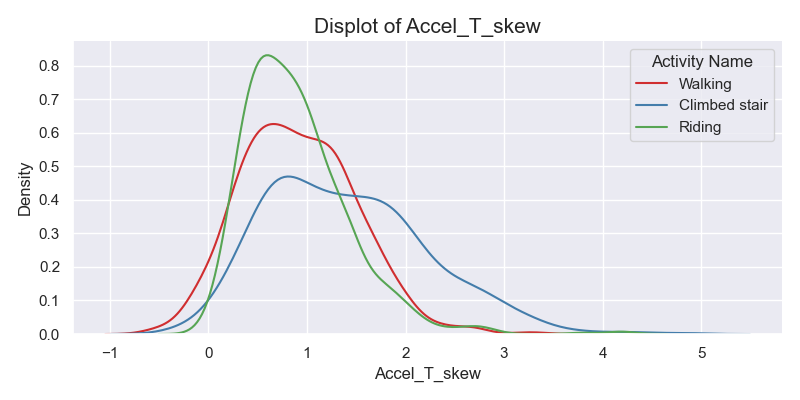 Displot of Accel_T_skew
Activity Name
Walking
Climbed stair
Riding
Density
0.8
0.7
0.6
0.5
0.4
0.3
0.2
0.1
0.0
−1
0
1
2
3
4
5
Accel_T_skew